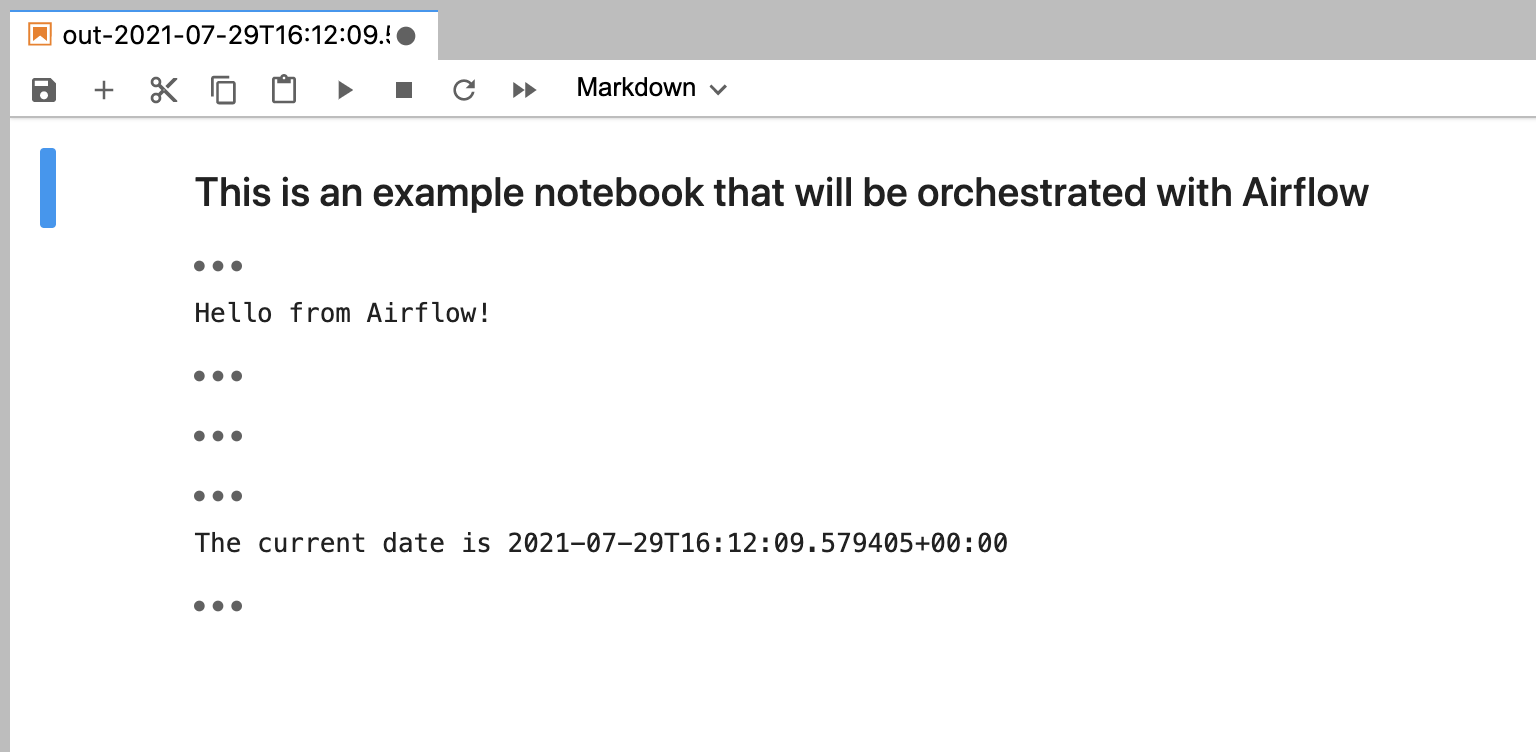 out-2021-07-29T16:12:09.
Markdown
This is an example notebook that will be orchestrated with Airflow
Hello from Airflow!
The current date is 2021-07-29T16:12:09.579405+00:00